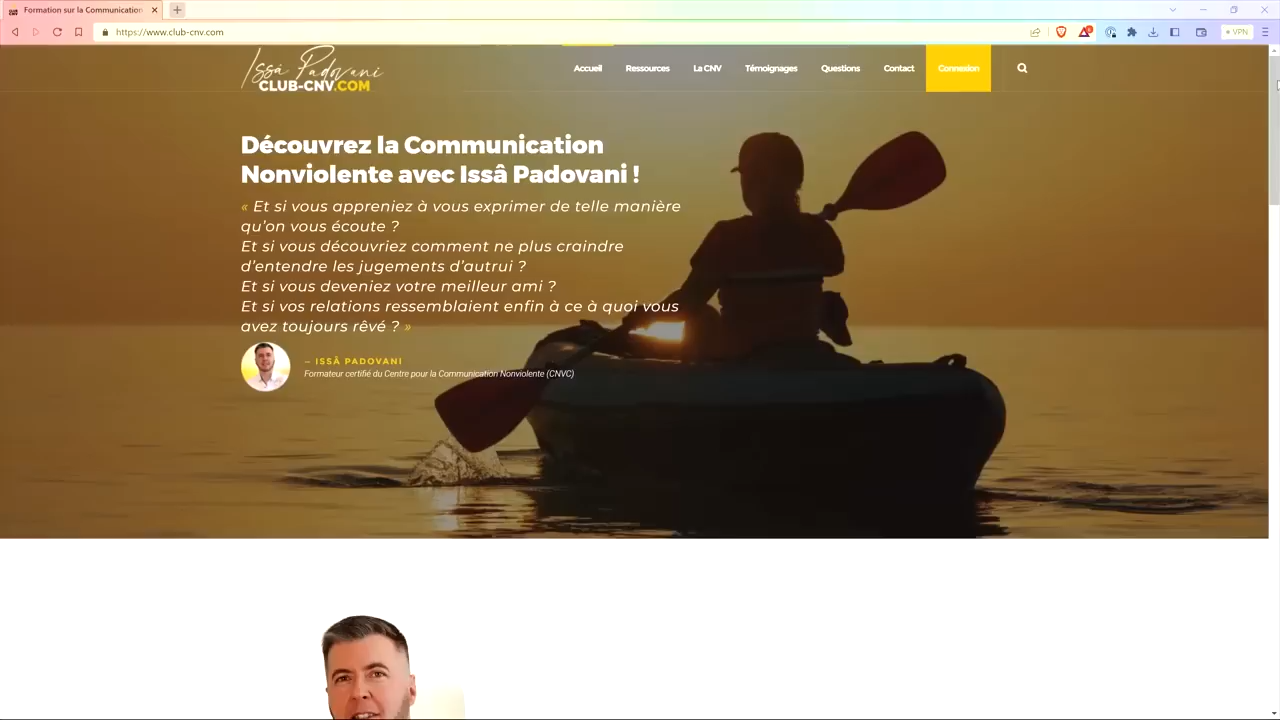 Formation sur la Communication
https://www.club-cnv.com
VPN
Issâ Padovani
CLUB-CNV.COM
Accueil
Ressources
La CNV
Témoignages
Questions
Contact
Connexion
Découvrez la Communication
Nonviolente avec Issâ Padovani !
« Et si vous appreniez à vous exprimer de telle manière
qu’on vous écoute ?
Et si vous découvriez comment ne plus craindre
d’entendre les jugements d’autrui ?
Et si vous deveniez votre meilleur ami ?
Et si vos relations ressemblaient enfin à ce à quoi vous
avez toujours rêvé ? »
– ISSÂ PADOVANI
Formateur certifié du Centre pour la Communication Nonviolente (CNVC)